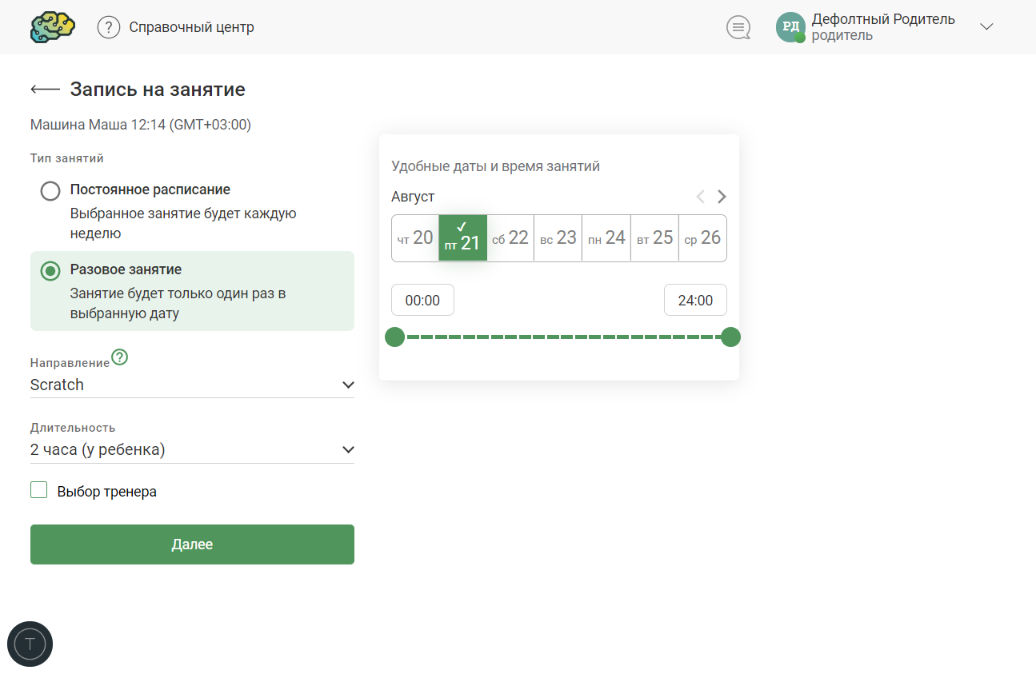 ? Справочный центр
РД Дефолтный Родитель
родитель
Запись на занятие
Машина Маша 12:14 (GMT+03:00)
Тип занятий
Постоянное расписание
Выбранное занятие будет каждую
неделю
Разовое занятие
Занятие будет только один раз в
выбранную дату
Направление ?
Scratch
Длительность
2 часа (у ребенка)
Выбор тренера
Далее
Удобные даты и время занятий
Август
чт 20 пт 21 сб 22 вс 23 пн 24 вт 25 ср 26
00:00 24:00
T